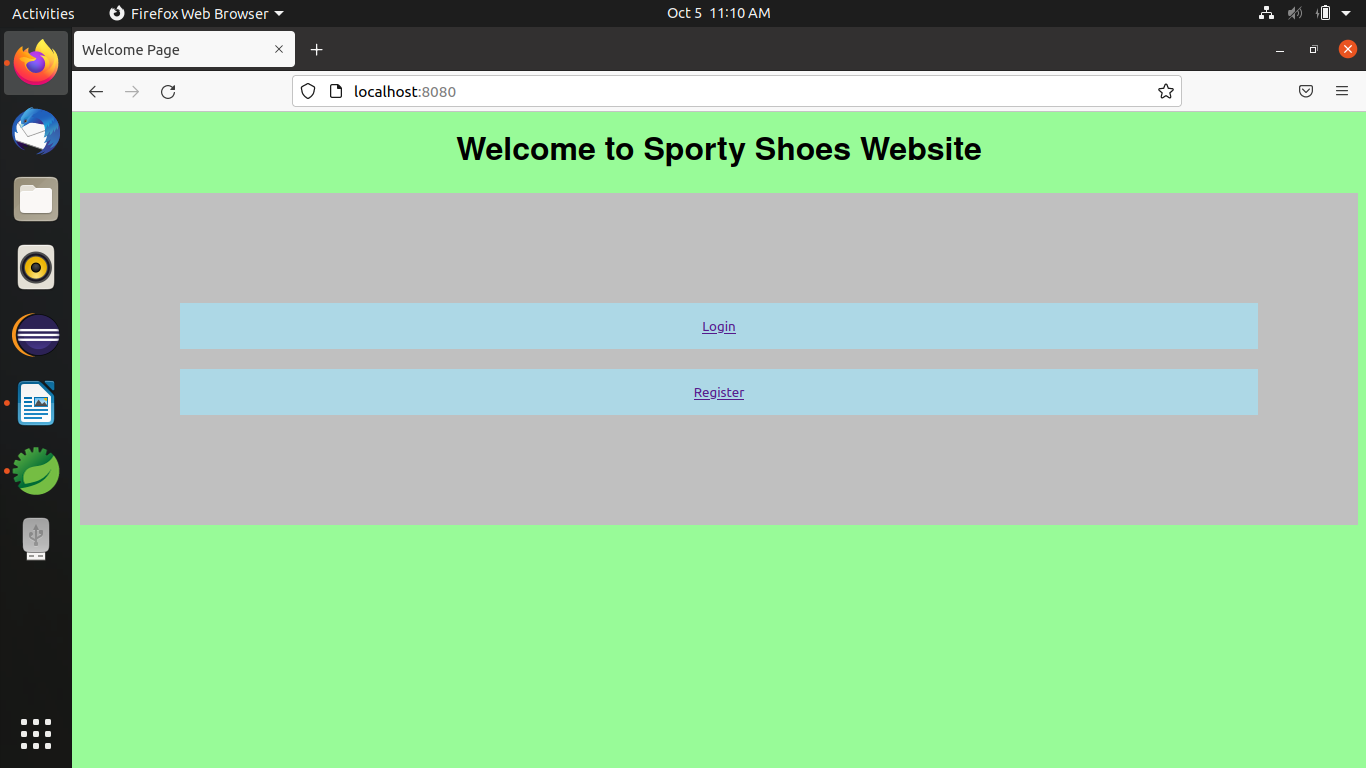 Activities
Firefox Web Browser
Oct 5 11:10 AM
Welcome Page
localhost:8080
Welcome to Sporty Shoes Website
Login
Register